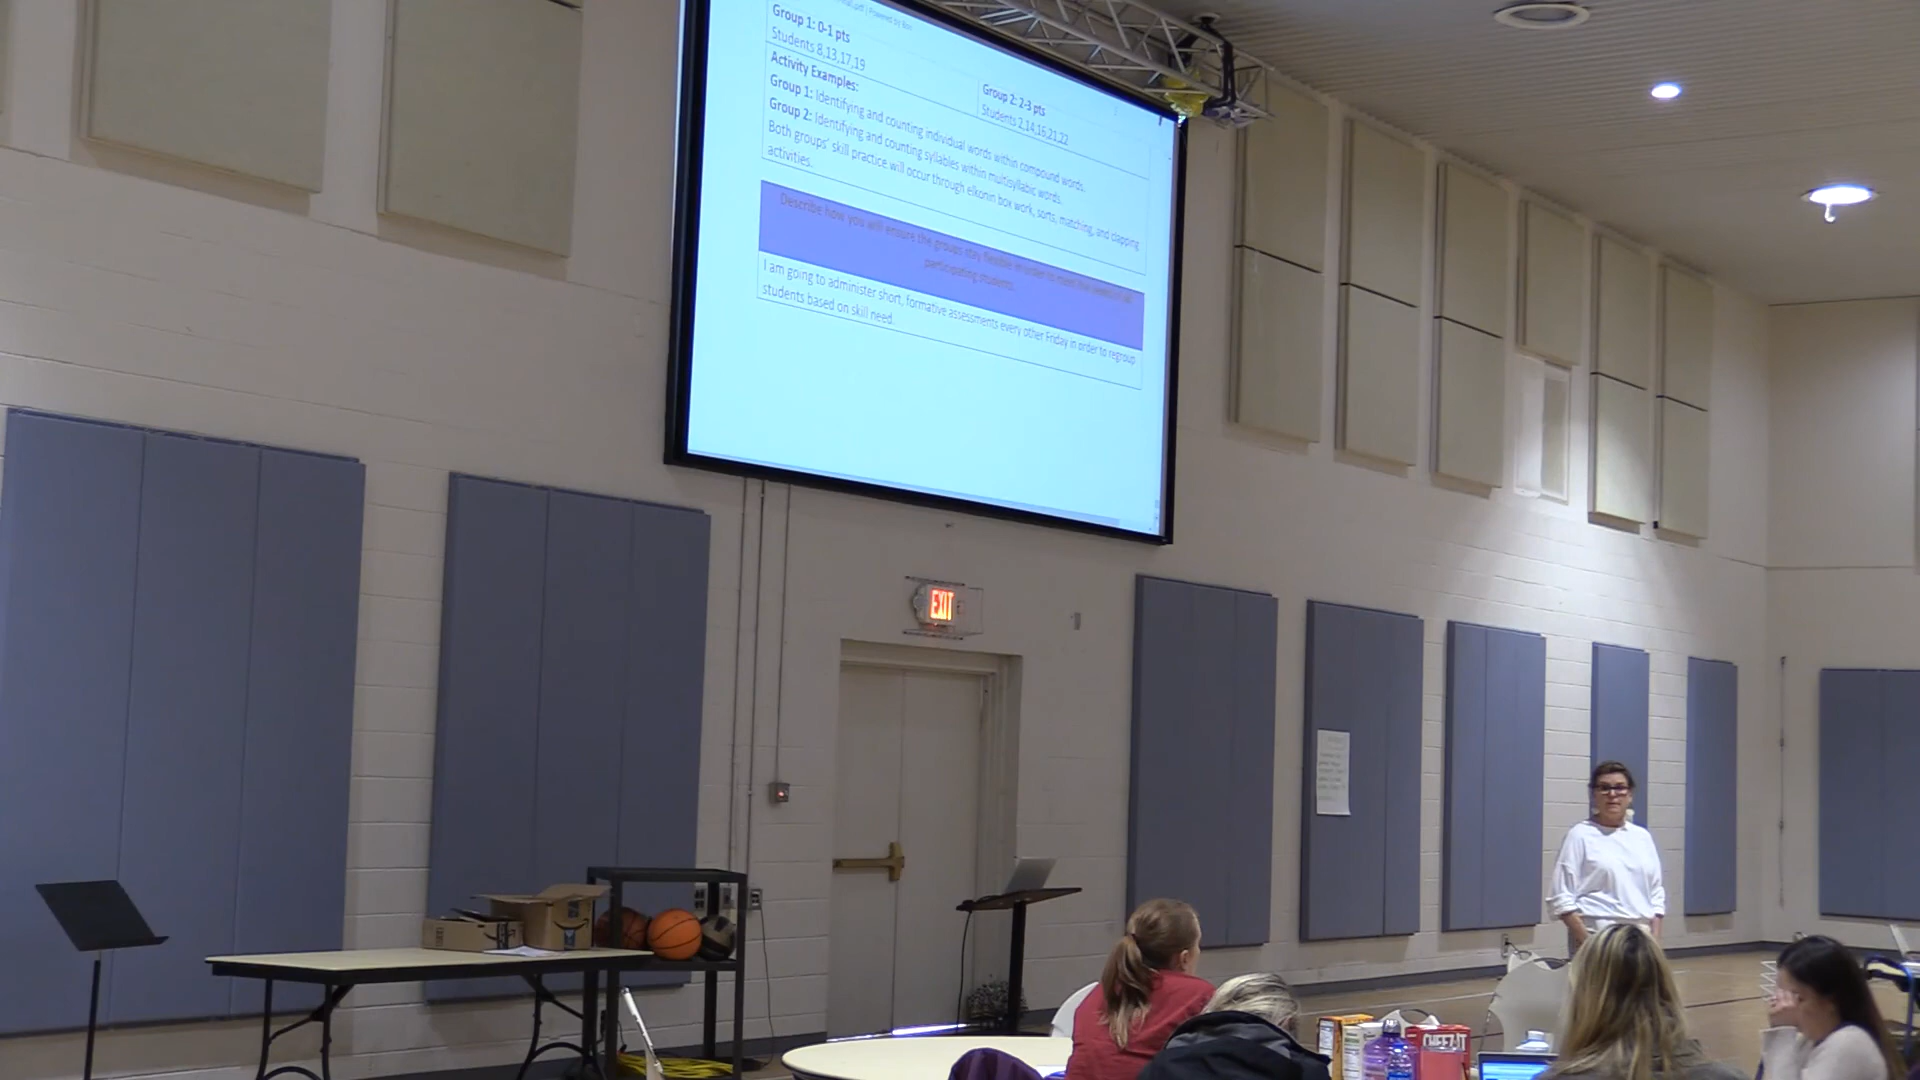 Powered by Box
Group 1: 0-1 pts
Students 8,13,17,19
Group 2: 2-3 pts
Students 2,14,16,21,22
Activity Examples:
Group 1: Identifying and counting individual words within compound words.
Group 2: Identifying and counting syllables within multisyllabic words.
Both groups' skill practice will occur through elkonin box work, sorts, matching, and clapping
activities.
Describe how you will ensure the groups stay flexible in order to meet the needs of all
participating students.
I am going to administer short, formative assessments every other Friday in order to regroup
students based on skill need.
EXIT
CHEEZ-IT